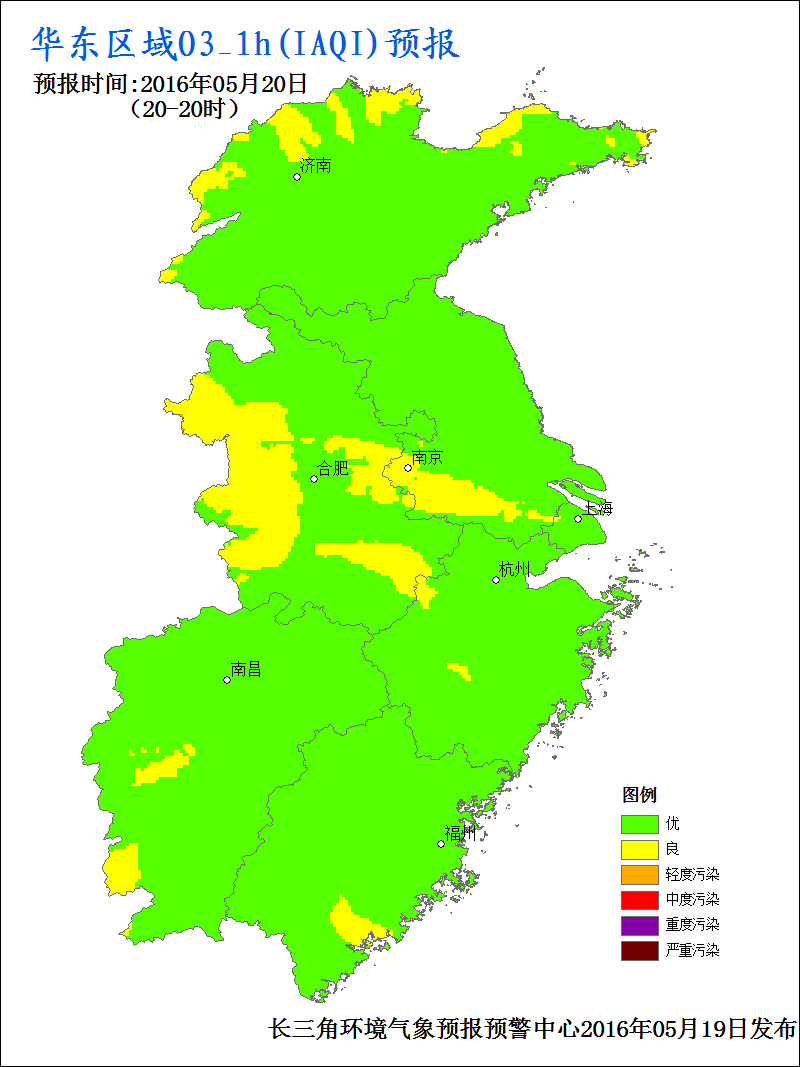 华东区域O3_1h(IAQI)预报
预报时间:2016年05月20日
（20-20时）
济南
南京
合肥
上海
杭州
南昌
福州
图例
优
良
轻度污染
中度污染
重度污染
严重污染
长三角环境气象预报预警中心2016年05月19日发布